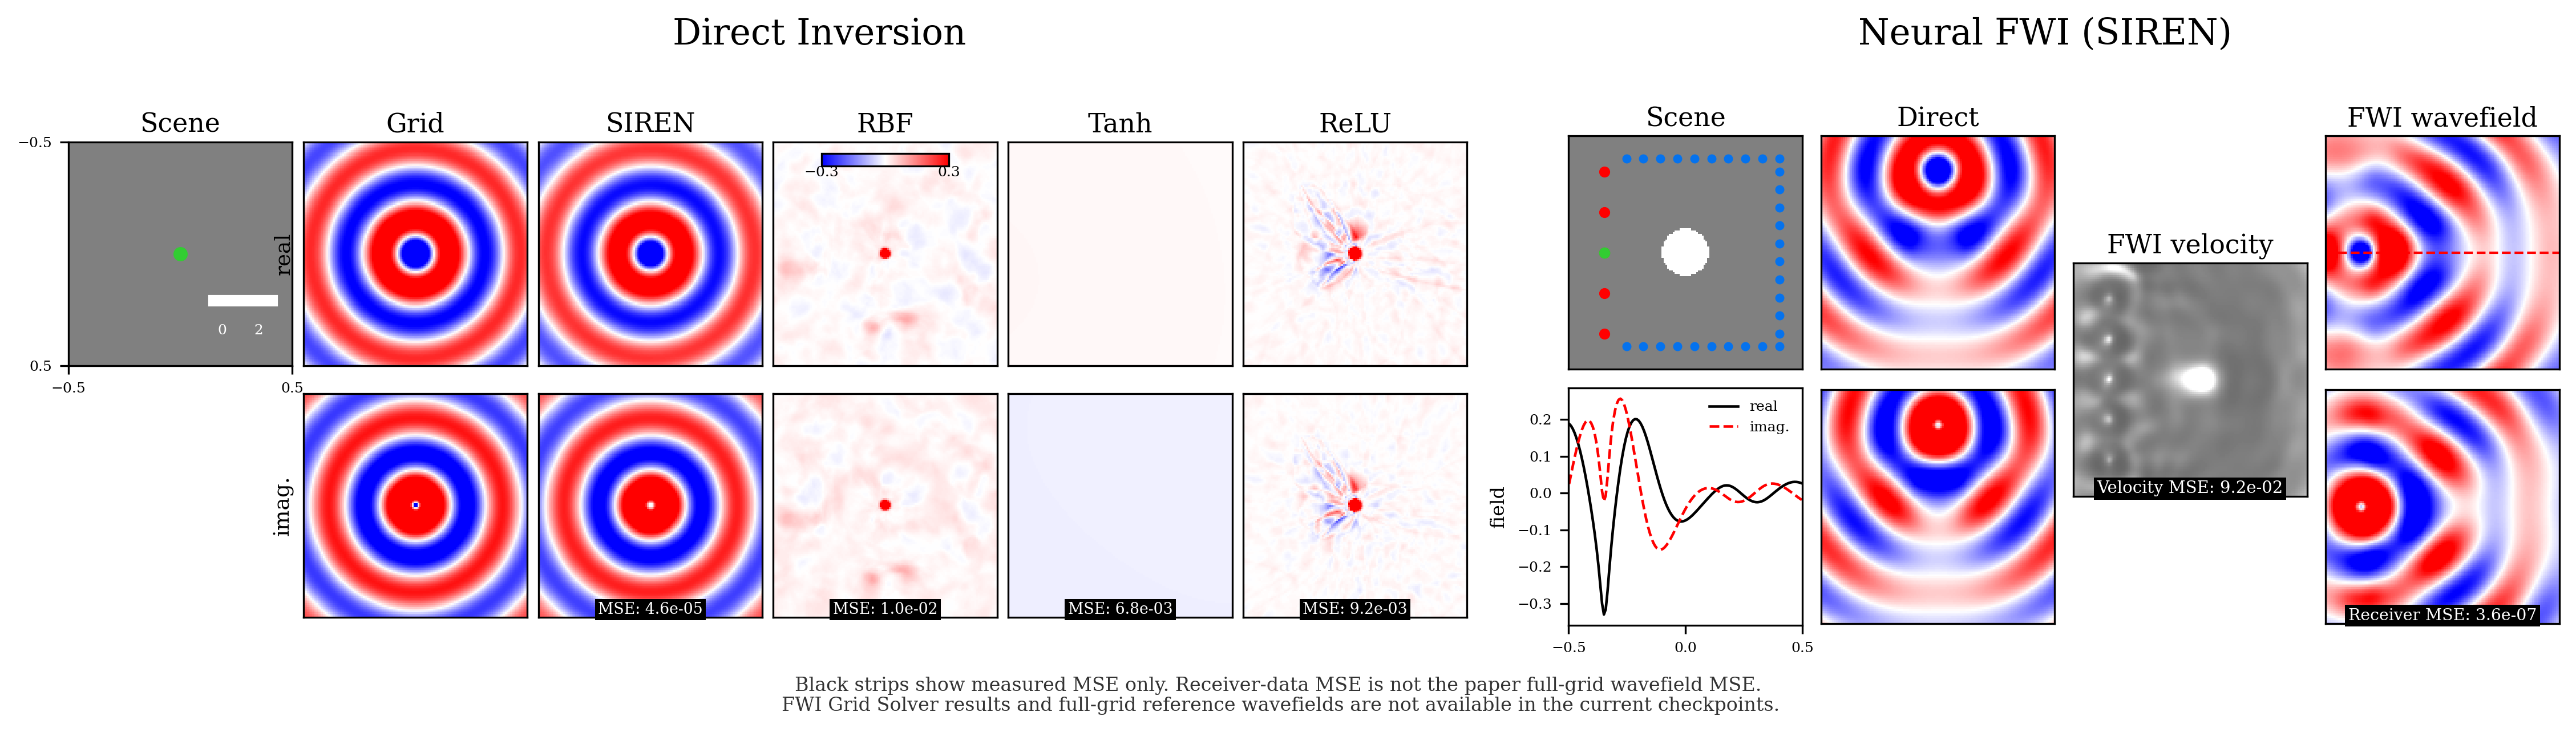 Direct Inversion
Neural FWI (SIREN)
Scene
Grid
SIREN
RBF
Tanh
ReLU
Scene
Direct
FWI wavefield
−0.5
0.5
−0.5
0.5
0 2
real
−0.3
0.3
FWI velocity
Velocity MSE: 9.2e-02
imag.
MSE: 4.6e-05
MSE: 1.0e-02
MSE: 6.8e-03
MSE: 9.2e-03
field
0.2
0.1
0.0
−0.1
−0.2
−0.3
real
imag.
−0.5
0.0
0.5
Receiver MSE: 3.6e-07
Black strips show measured MSE only. Receiver-data MSE is not the paper full-grid wavefield MSE.
FWI Grid Solver results and full-grid reference wavefields are not available in the current checkpoints.